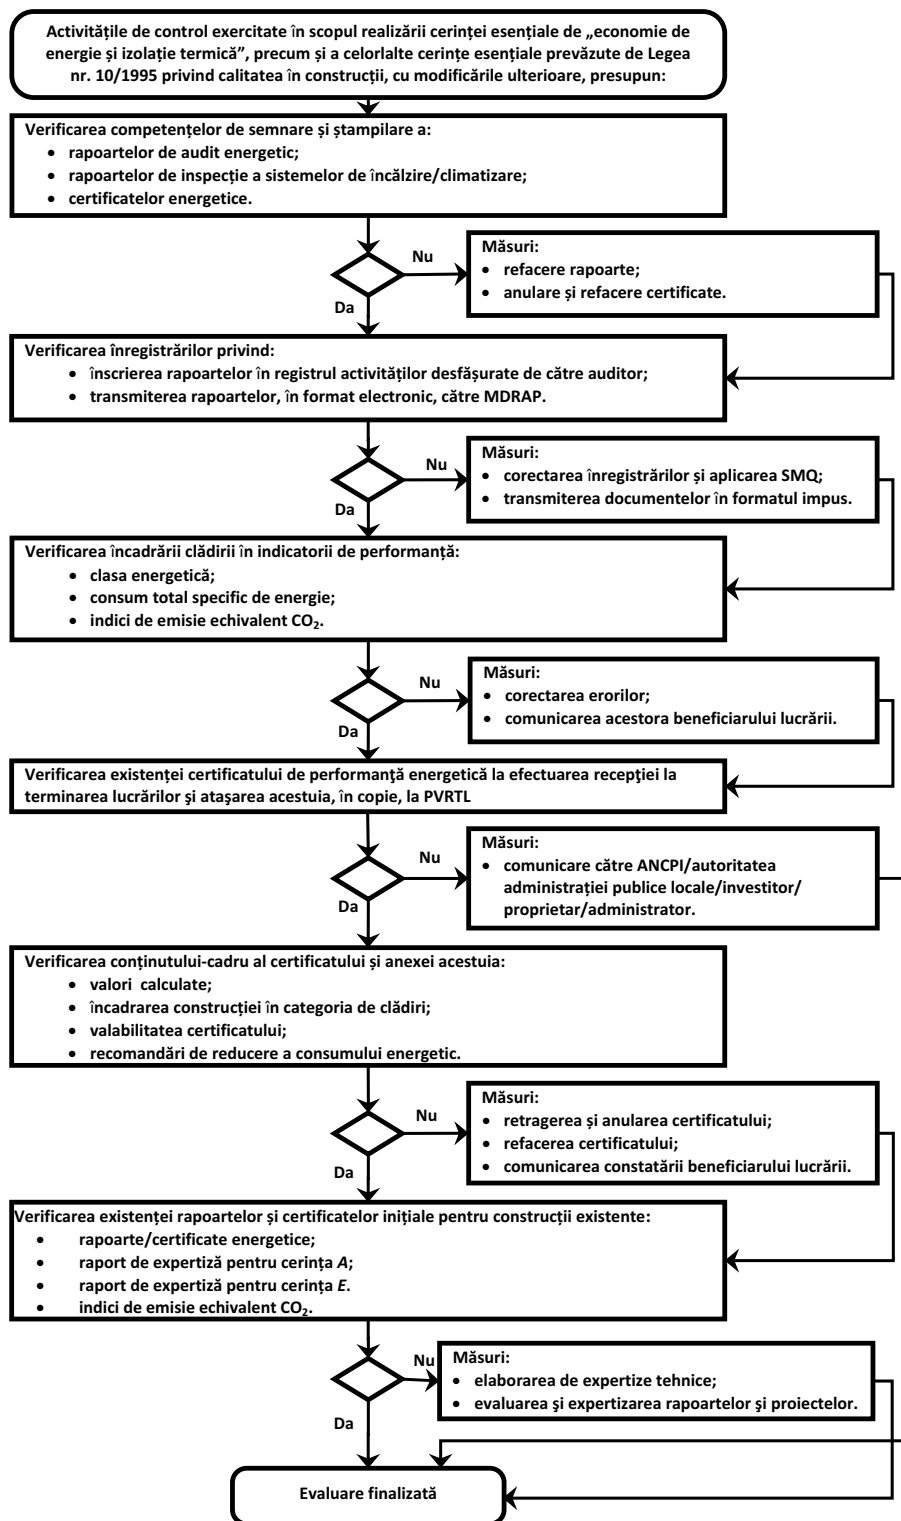 Activitățile de control exercitate în scopul realizării cerinței esențiale de „economie de
energie și izolație termică”, precum și a celorlalte cerințe esențiale prevăzute de Legea
nr. 10/1995 privind calitatea în construcții, cu modificările ulterioare, presupun:
Verificarea competențelor de semnare și ștampilare a:
• rapoartelor de audit energetic;
• rapoartelor de inspecție a sistemelor de încălzire/climatizare;
• certificatelor energetice.
Nu
Măsuri:
• refacere rapoarte;
• anulare și refacere certificate.
Da
Verificarea înregistrărilor privind:
• înscrierea rapoartelor în registrul activităților desfășurate de către auditor;
• transmiterea rapoartelor, în format electronic, către MDRAP.
Nu
Măsuri:
• corectarea înregistrărilor și aplicarea SMQ;
• transmiterea documentelor în formatul impus.
Da
Verificarea încadrării clădirii în indicatorii de performanță:
• clasa energetică;
• consum total specific de energie;
• indici de emisie echivalent CO₂.
Nu
Măsuri:
• corectarea erorilor;
• comunicarea acestora beneficiarului lucrării.
Da
Verificarea existenței certificatului de performanţă energetică la efectuarea recepţiei la
terminarea lucrărilor şi ataşarea acestuia, în copie, la PVRTL
Nu
Măsuri:
• comunicare către ANCPI/autoritatea
administrației publice locale/investitor/
proprietar/administrator.
Da
Verificarea conținutului-cadru al certificatului și anexei acestuia:
• valori calculate;
• încadrarea construcției în categoria de clădiri;
• valabilitatea certificatului;
• recomandări de reducere a consumului energetic.
Nu
Măsuri:
• retragerea și anularea certificatului;
• refacerea certificatului;
• comunicarea constatării beneficiarului lucrării.
Da
Verificarea existenței rapoartelor și certificatelor inițiale pentru construcții existente:
• rapoarte/certificate energetice;
• raport de expertiză pentru cerința A;
• raport de expertiză pentru cerința E.
• indici de emisie echivalent CO₂.
Nu
Măsuri:
• elaborarea de expertize tehnice;
• evaluarea şi expertizarea rapoartelor şi proiectelor.
Da
Evaluare finalizată